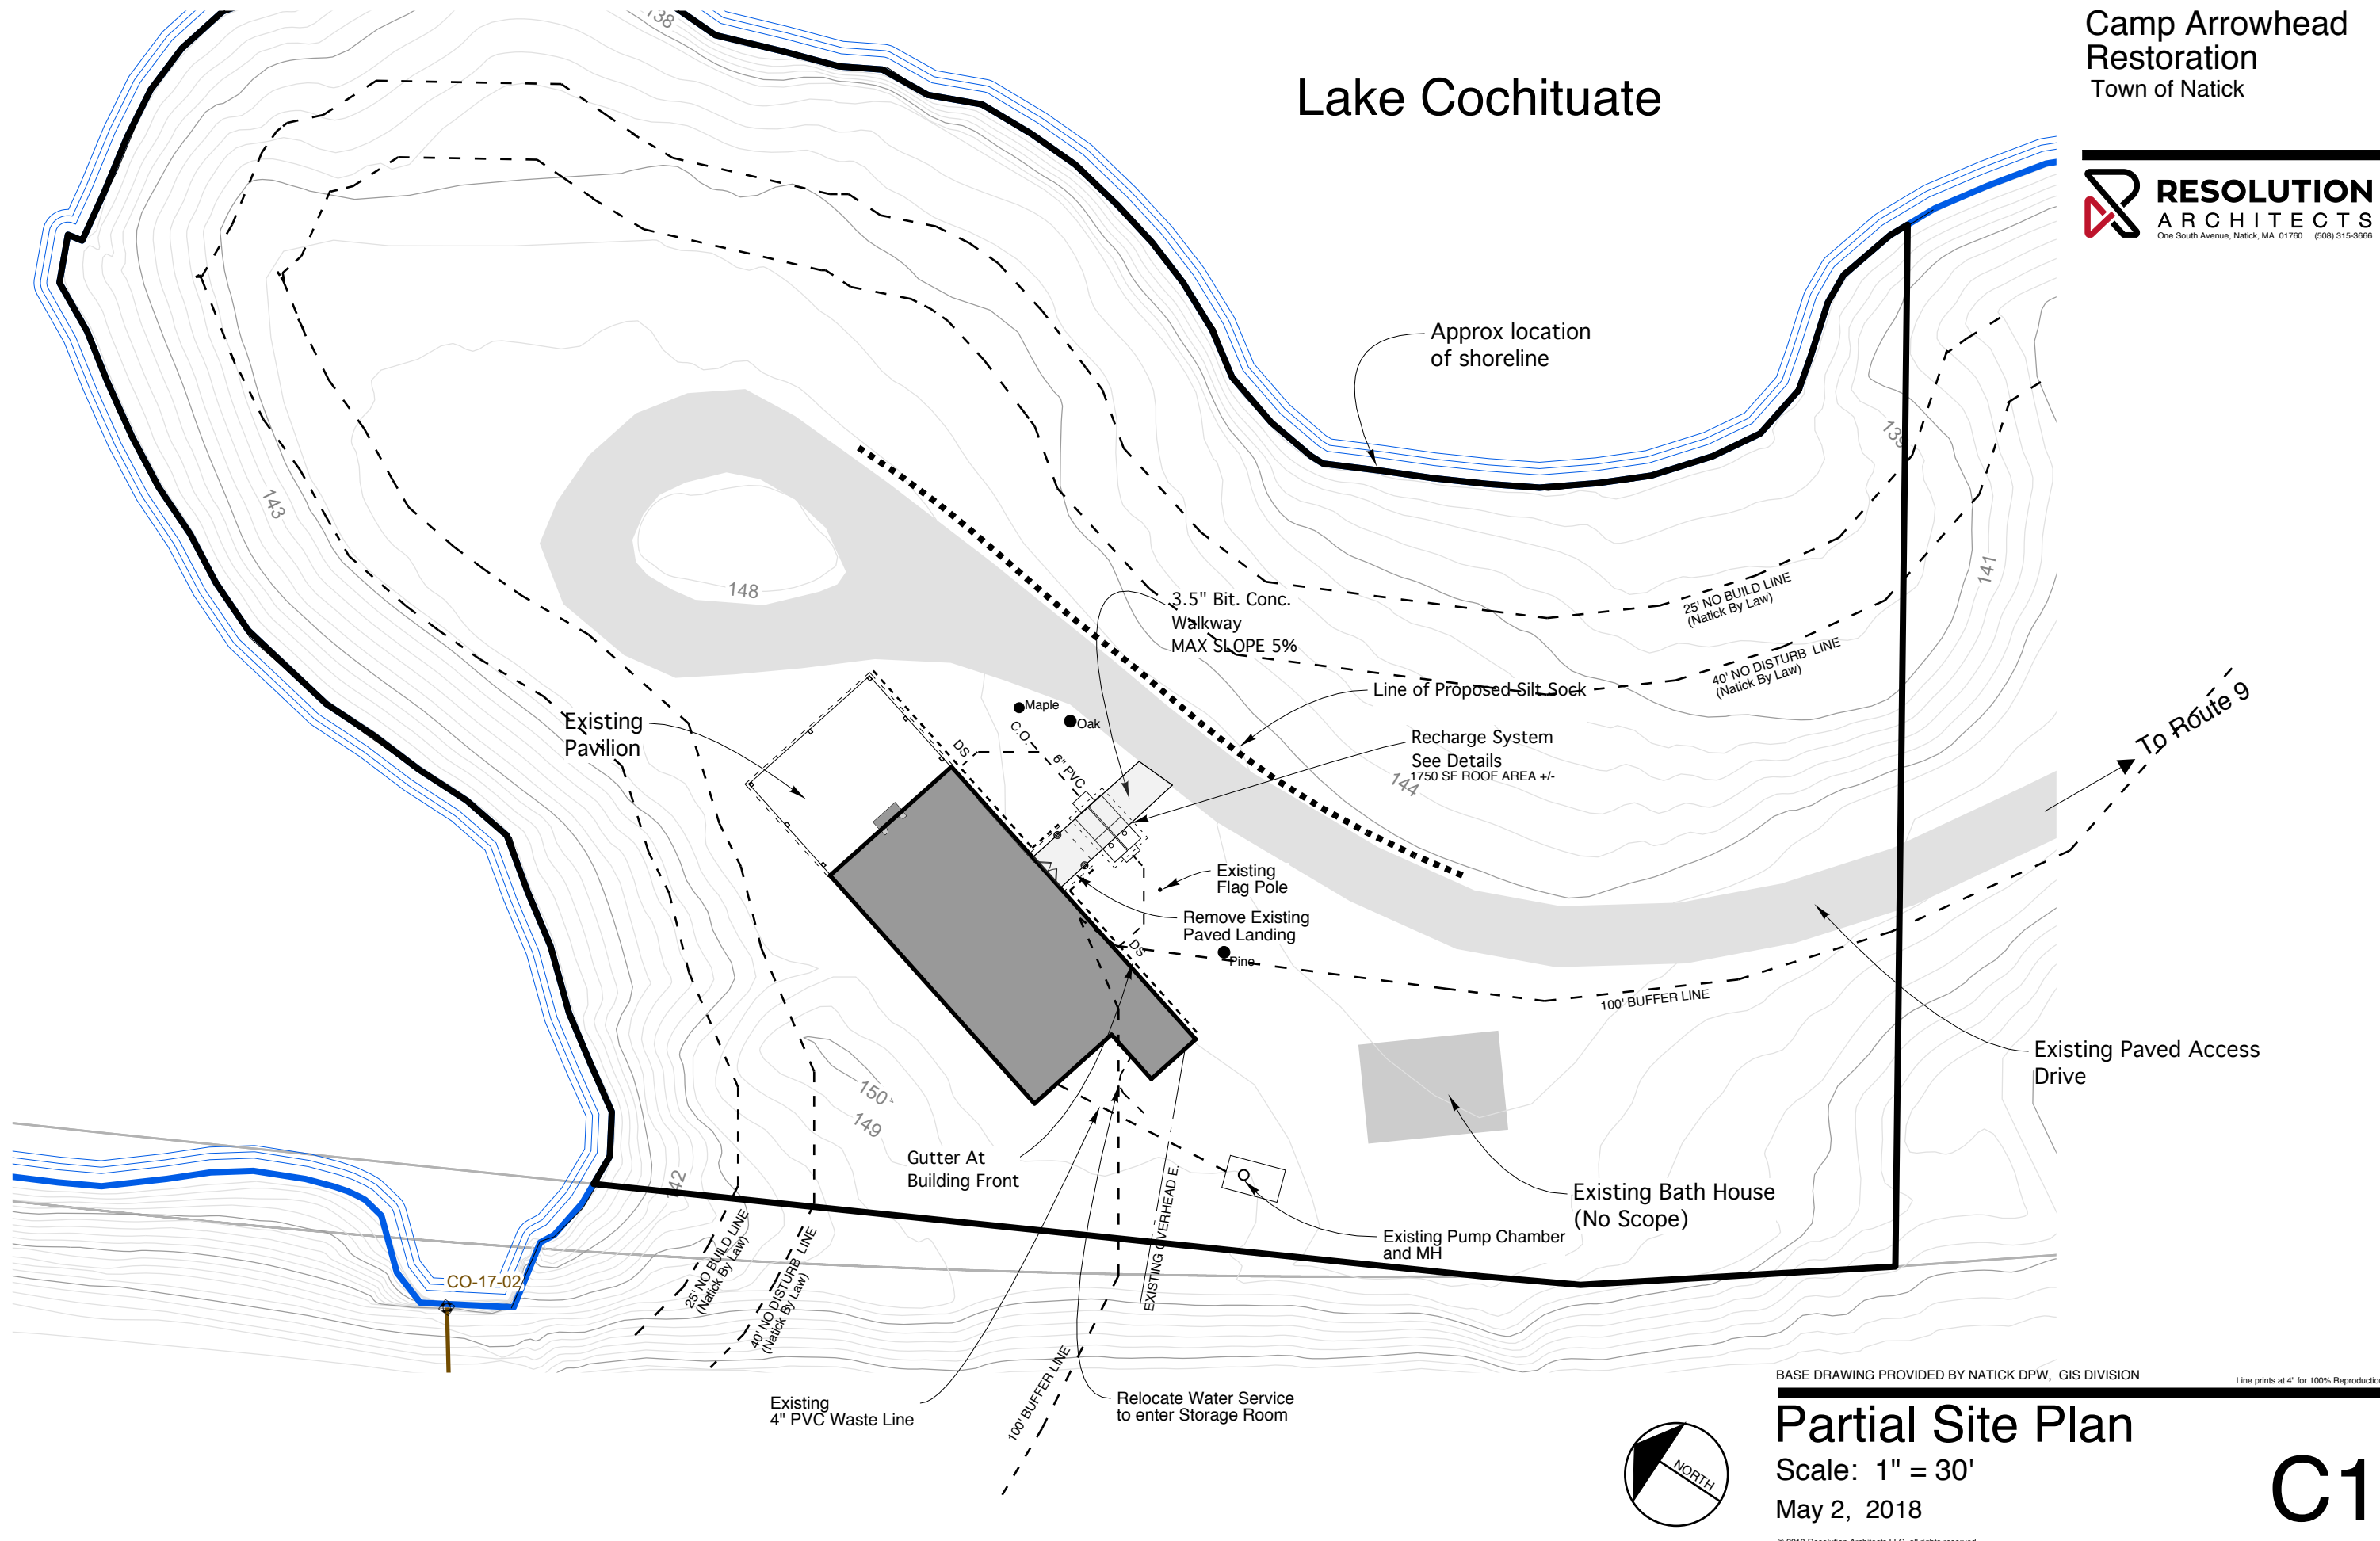 Camp Arrowhead
Restoration
Town of Natick
RESOLUTION
ARCHITECTS
One South Avenue, Natick, MA 01760 (508) 315-3666
Lake Cochituate
138
Approx location
of shoreline
139
143
141
148
3.5" Bit. Conc.
Walkway
MAX SLOPE 5%
25' NO BUILD LINE
(Natick By Law)
40' NO DISTURB LINE
(Natick By Law)
Line of Proposed Silt Sock
To Route 9
Existing
Pavilion
Maple
Oak
C.O.
DS
6" PVC
Recharge System
See Details
1750 SF ROOF AREA +/-
144
Existing
Flag Pole
Remove Existing
Paved Landing
DS
Pine
100' BUFFER LINE
Existing Paved Access
Drive
150
149
Gutter At
Building Front
142
EXISTING OVERHEAD E.
Existing Bath House
(No Scope)
Existing Pump Chamber
and MH
CO-17-02
25' NO BUILD LINE
(Natick By Law)
40' NO DISTURB LINE
(Natick By Law)
100' BUFFER LINE
Existing
4" PVC Waste Line
Relocate Water Service
to enter Storage Room
BASE DRAWING PROVIDED BY NATICK DPW, GIS DIVISION
Line prints at 4" for 100% Reproduction
Partial Site Plan
NORTH
Scale: 1" = 30'
May 2, 2018
C1